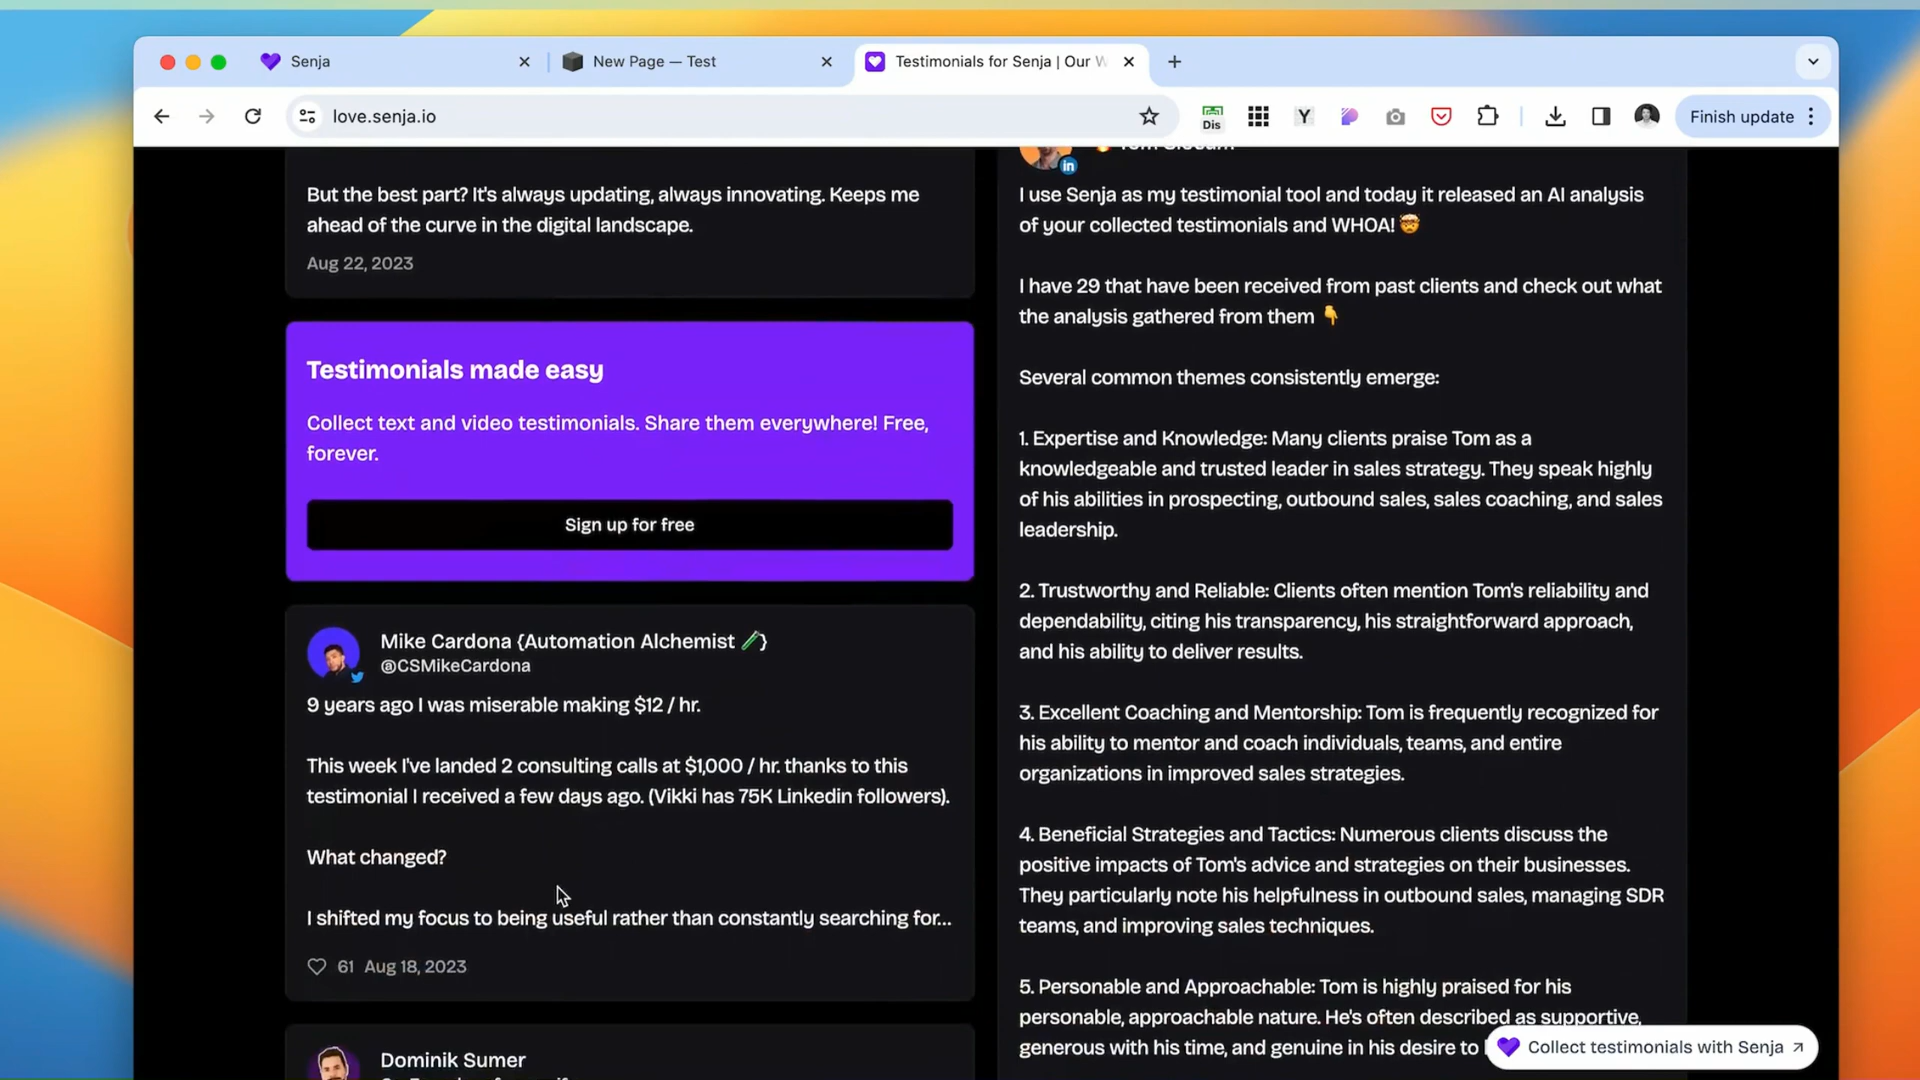 Senja
New Page — Test
Testimonials for Senja | Our W
love.senja.io
Dis
Y
Finish update
But the best part? It's always updating, always innovating. Keeps me
ahead of the curve in the digital landscape.
Aug 22, 2023
Testimonials made easy
Collect text and video testimonials. Share them everywhere! Free,
forever.
Sign up for free
Mike Cardona {Automation Alchemist 🧪}
@CSMikeCardona
9 years ago I was miserable making $12 / hr.
This week I've landed 2 consulting calls at $1,000 / hr. thanks to this
testimonial I received a few days ago. (Vikki has 75K Linkedin followers).
What changed?
I shifted my focus to being useful rather than constantly searching for...
61 Aug 18, 2023
Dominik Sumer
in
I use Senja as my testimonial tool and today it released an AI analysis
of your collected testimonials and WHOA! 🤯
I have 29 that have been received from past clients and check out what
the analysis gathered from them 👇
Several common themes consistently emerge:
1. Expertise and Knowledge: Many clients praise Tom as a
knowledgeable and trusted leader in sales strategy. They speak highly
of his abilities in prospecting, outbound sales, sales coaching, and sales
leadership.
2. Trustworthy and Reliable: Clients often mention Tom's reliability and
dependability, citing his transparency, his straightforward approach,
and his ability to deliver results.
3. Excellent Coaching and Mentorship: Tom is frequently recognized for
his ability to mentor and coach individuals, teams, and entire
organizations in improved sales strategies.
4. Beneficial Strategies and Tactics: Numerous clients discuss the
positive impacts of Tom's advice and strategies on their businesses.
They particularly note his helpfulness in outbound sales, managing SDR
teams, and improving sales techniques.
5. Personable and Approachable: Tom is highly praised for his
personable, approachable nature. He's often described as supportive,
generous with his time, and genuine in his desire to
Collect testimonials with Senja ↗